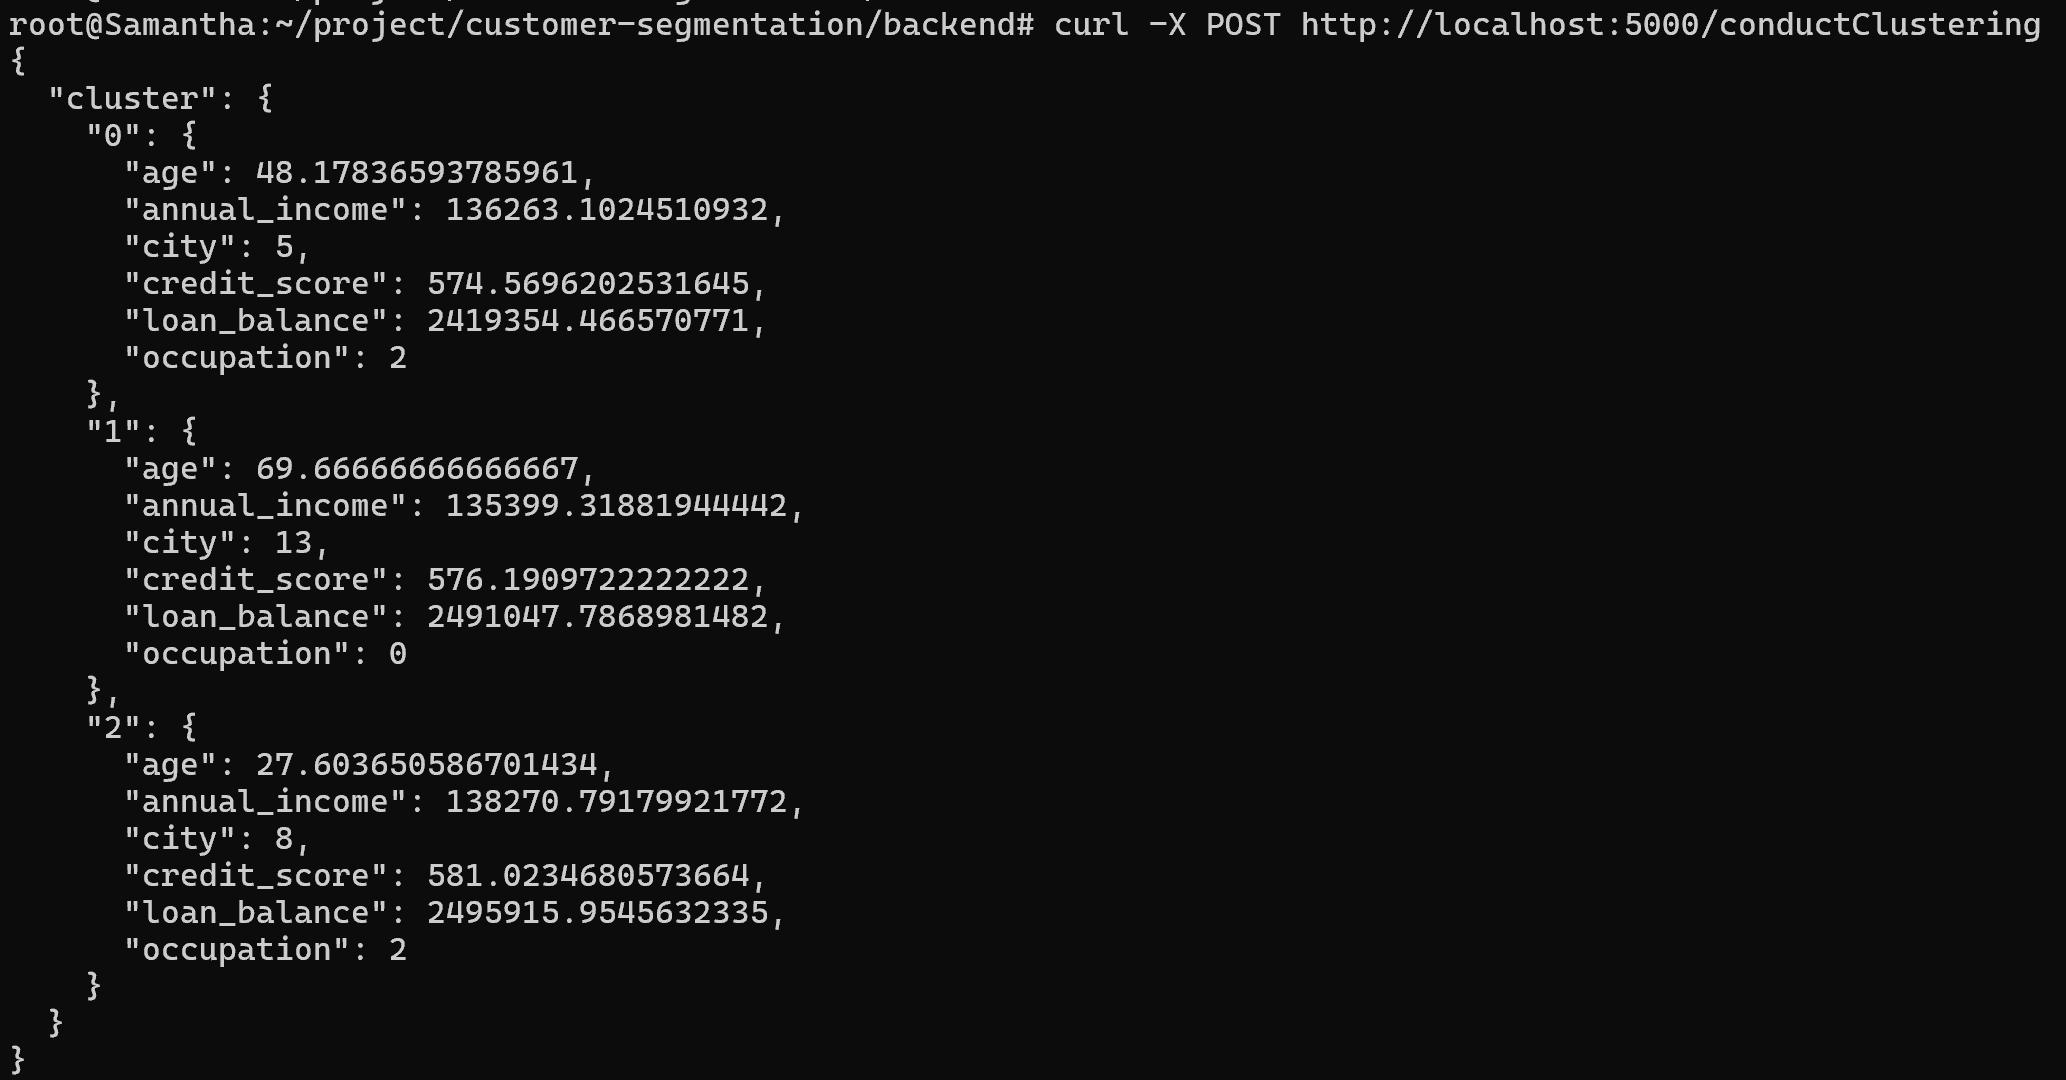 root@Samantha:~/project/customer-segmentation/backend# curl -X POST http://localhost:5000/conductClustering
{
  "cluster": {
    "0": {
      "age": 48.17836593785961,
      "annual_income": 136263.1024510932,
      "city": 5,
      "credit_score": 574.5696202531645,
      "loan_balance": 2419354.466570771,
      "occupation": 2
    },
    "1": {
      "age": 69.66666666666667,
      "annual_income": 135399.31881944442,
      "city": 13,
      "credit_score": 576.1909722222222,
      "loan_balance": 2491047.7868981482,
      "occupation": 0
    },
    "2": {
      "age": 27.603650586701434,
      "annual_income": 138270.79179921772,
      "city": 8,
      "credit_score": 581.0234680573664,
      "loan_balance": 2495915.9545632335,
      "occupation": 2
    }
  }
}